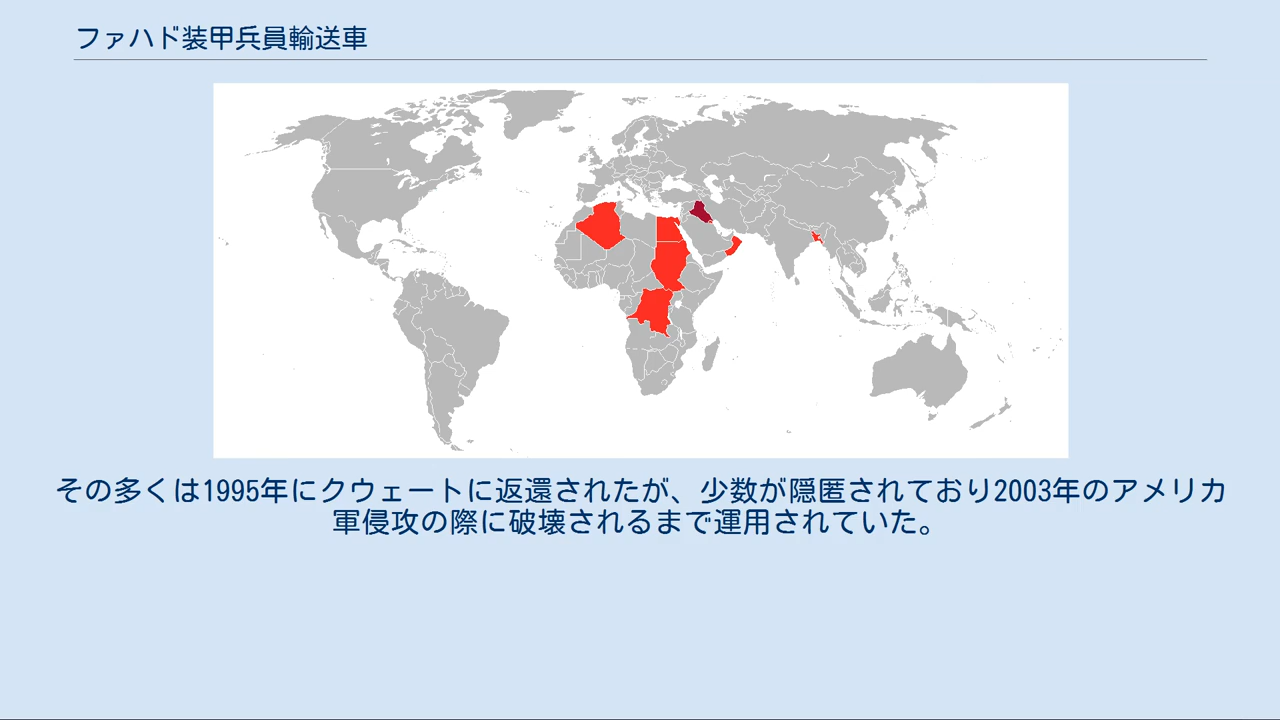 ファハド装甲兵員輸送車
その多くは1995年にクウェートに返還されたが、少数が隠匿されており2003年のアメリカ
軍侵攻の際に破壊されるまで運用されていた。